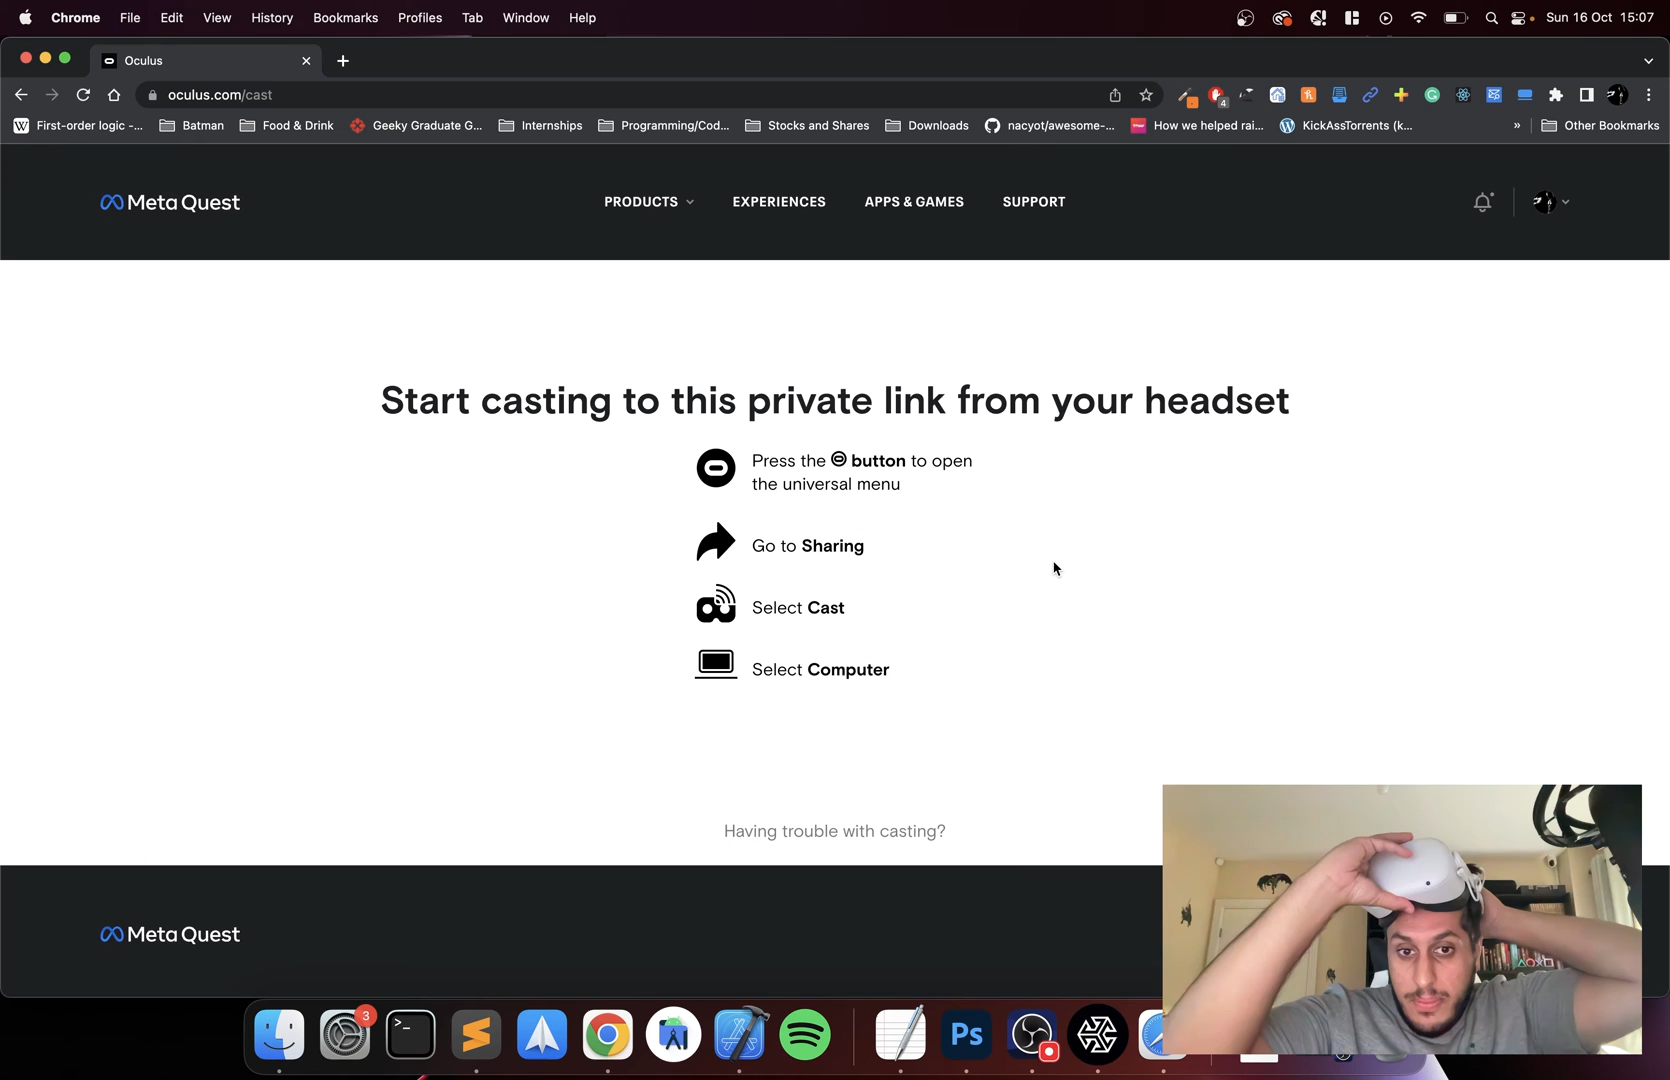 Chrome File Edit View History Bookmarks Profiles Tab Window Help Sun 16 Oct 15:07
Oculus
oculus.com/cast
4
First-order logic -... Batman Food & Drink Geeky Graduate G... Internships Programming/Cod... Stocks and Shares Downloads nacyot/awesome-... How we helped rai... KickAssTorrents (k... » Other Bookmarks
Meta Quest PRODUCTS EXPERIENCES APPS & GAMES SUPPORT
Start casting to this private link from your headset
Press the button to open
the universal menu
Go to Sharing
Select Cast
Select Computer
Having trouble with casting?
Meta Quest
3
Ps